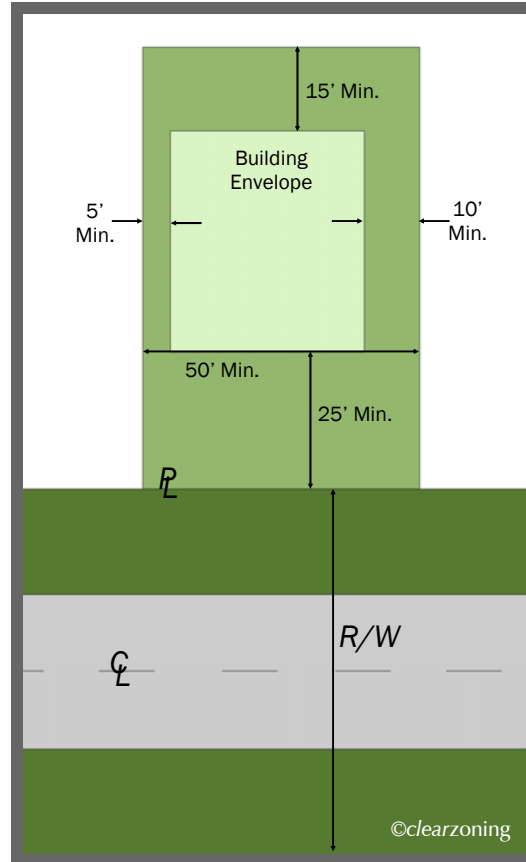 15’ Min.
Building
Envelope
5’
Min.
10’
Min.
50’ Min.
25’ Min.
PL
R/W
CL
©clearzoning